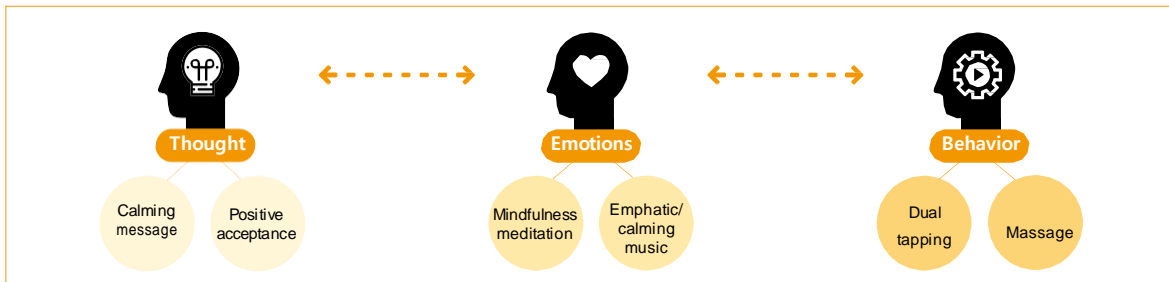 Thought
Emotions
Behavior
Calming
message
Positive
acceptance
Mindfulness
meditation
Emphatic/
calming
music
Dual
tapping
Massage